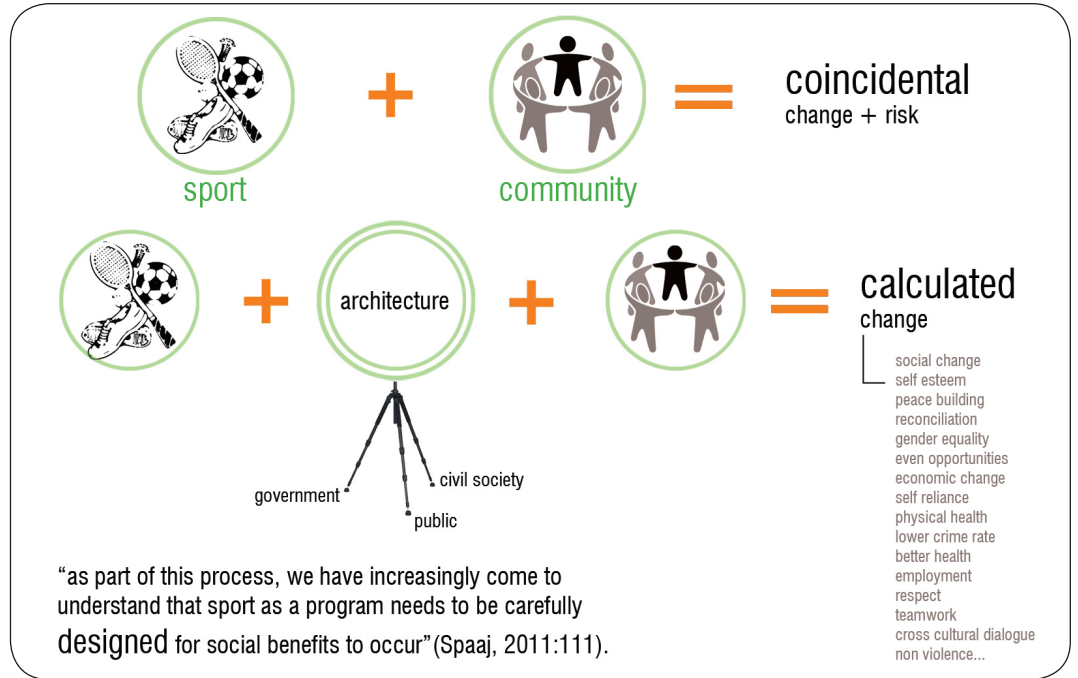 coincidental
change + risk
sport
community
architecture
calculated
change
social change
self esteem
peace building
reconciliation
gender equality
even opportunities
economic change
self reliance
physical health
lower crime rate
better health
employment
respect
teamwork
cross cultural dialogue
non violence...
government
civil society
public
“as part of this process, we have increasingly come to
understand that sport as a program needs to be carefully
designed for social benefits to occur”(Spaaj, 2011:111).